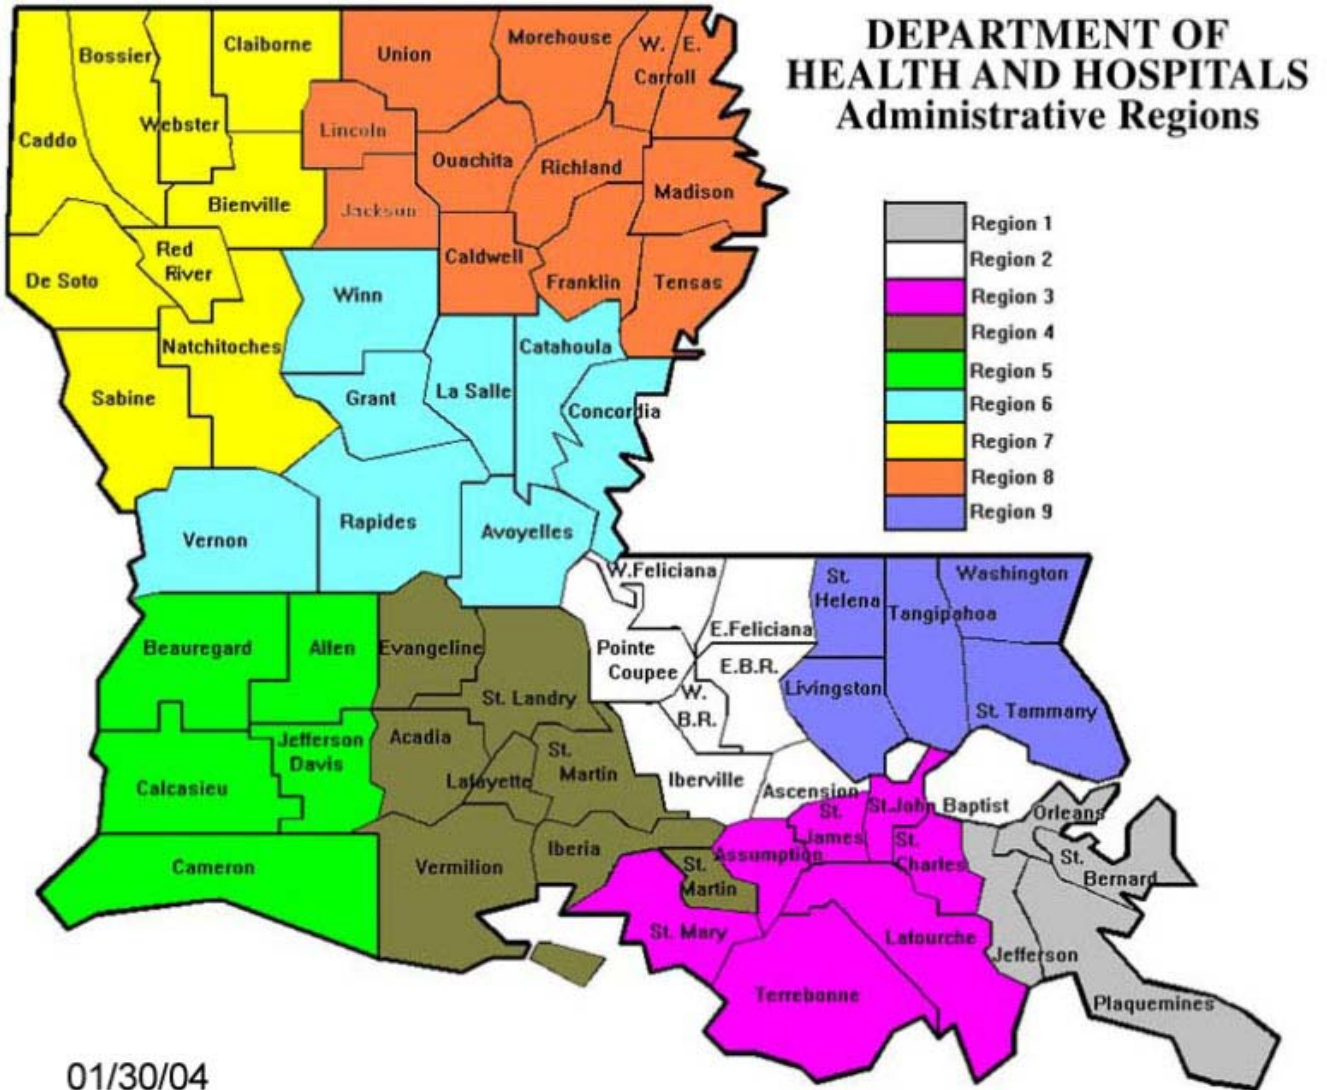 DEPARTMENT OF
HEALTH AND HOSPITALS
Administrative Regions
Region 1
Region 2
Region 3
Region 4
Region 5
Region 6
Region 7
Region 8
Region 9
Caddo
Bossier
Webster
Claiborne
Bienville
Red
River
De Soto
Natchitoches
Sabine
Union
Morehouse
W. E.
Carroll
Lincoln
Ouachita
Richland
Madison
Jackson
Caldwell
Franklin
Tensas
Winn
Grant
La Salle
Catahoula
Concordia
Vernon
Rapides
Avoyelles
Beauregard
Allen
Jefferson
Davis
Calcasieu
Cameron
Evangeline
St. Landry
Acadia
Lafayette
St.
Martin
Vermilion
Iberia
St.
Martin
W.Feliciana
E.Feliciana
Pointe
Coupee
E.B.R.
W.
B.R.
Iberville
Ascension
St.
Helena
Tangipahoa
Washington
Livingston
St. Tammany
St.
James
St.John Baptist
St.
Charles
Assumption
St. Mary
Lafourche
Terrebonne
Orleans
St.
Bernard
Jefferson
Plaquemines
01/30/04